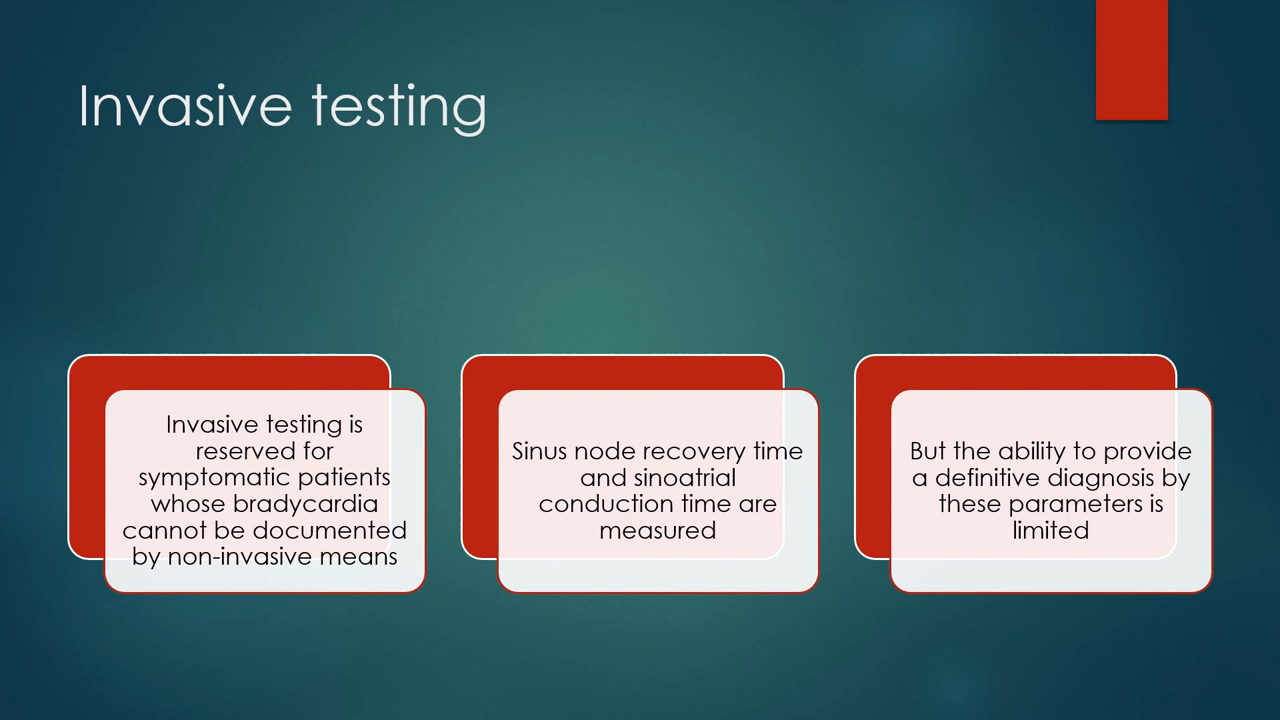 Invasive testing
Invasive testing is
reserved for
symptomatic patients
whose bradycardia
cannot be documented
by non-invasive means
Sinus node recovery time
and sinoatrial
conduction time are
measured
But the ability to provide
a definitive diagnosis by
these parameters is
limited